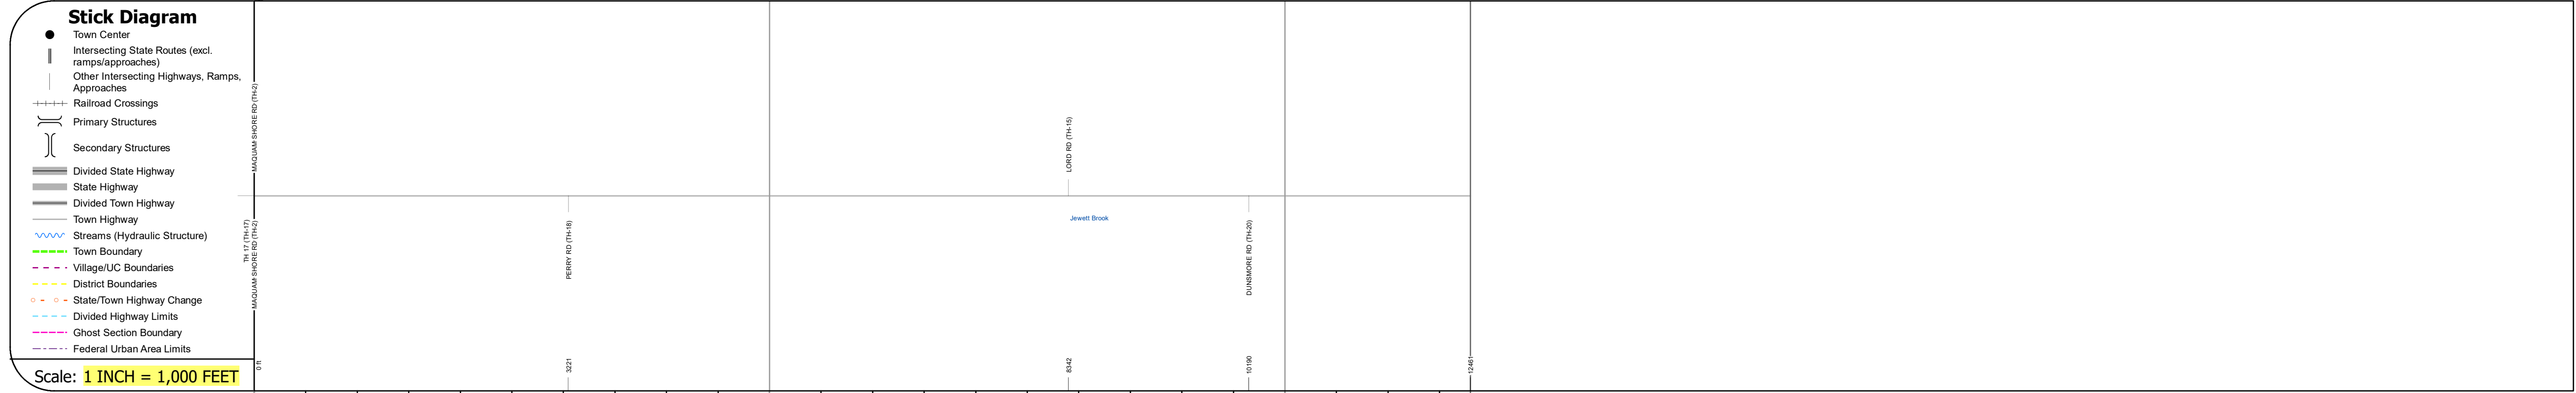 Stick Diagram
Town Center
Intersecting State Routes (excl.
ramps/approaches)
Other Intersecting Highways, Ramps,
Approaches
Railroad Crossings
Primary Structures
Secondary Structures
Divided State Highway
State Highway
Divided Town Highway
Town Highway
Streams (Hydraulic Structure)
Town Boundary
Village/UC Boundaries
District Boundaries
State/Town Highway Change
Divided Highway Limits
Ghost Section Boundary
Federal Urban Area Limits
Scale: 1 INCH = 1,000 FEET
MAQUAM SHORE RD (TH-2)
TH 17 (TH-17)
MAQUAM SHORE RD (TH-2)
0 ft
PERRY RD (TH-18)
3221
LORD RD (TH-15)
Jewett Brook
8342
DUNSMORE RD (TH-20)
10190
12461